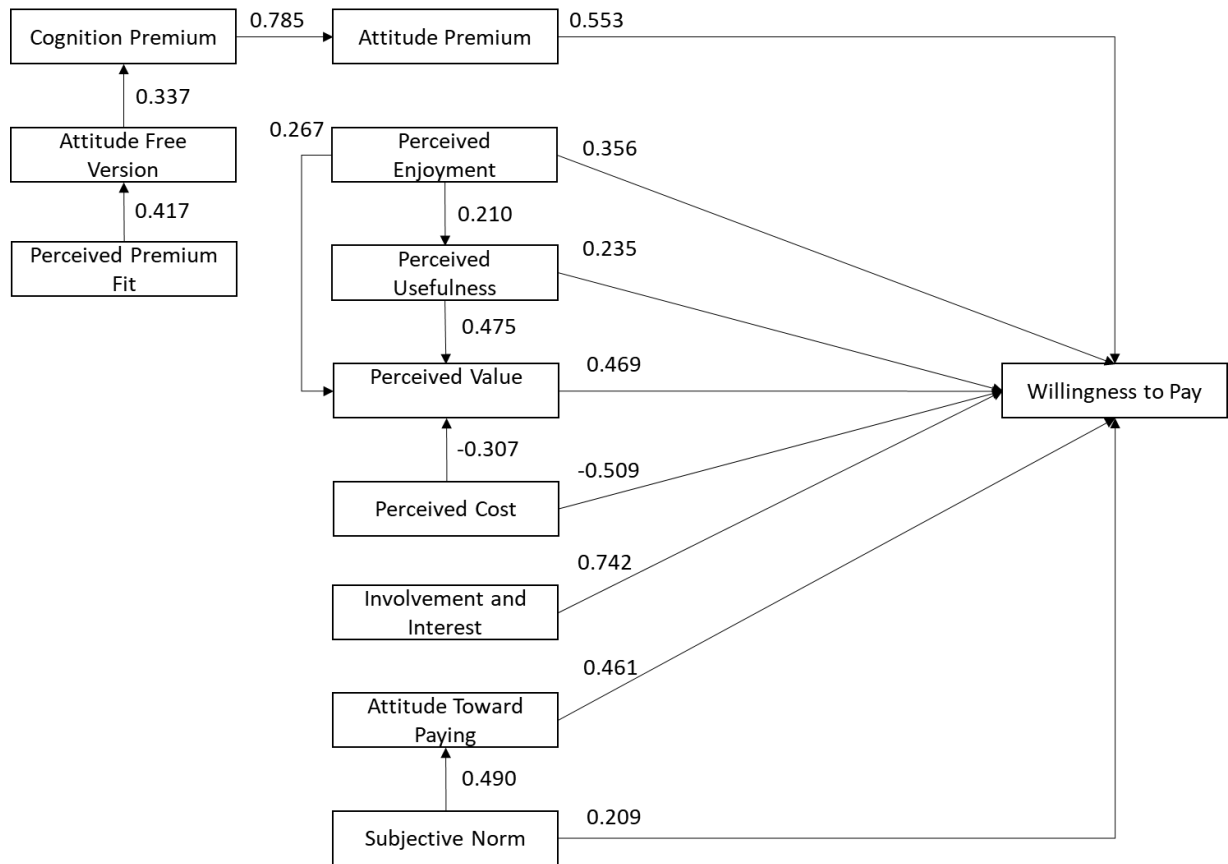 0.785
0.553
Cognition Premium
Attitude Premium
0.337
0.267
Attitude Free
Version
Perceived
Enjoyment
0.356
0.417
0.210
Perceived Premium
Fit
Perceived
Usefulness
0.235
0.475
Perceived Value
0.469
Willingness to Pay
-0.307
-0.509
Perceived Cost
0.742
Involvement and
Interest
0.461
Attitude Toward
Paying
0.490
0.209
Subjective Norm